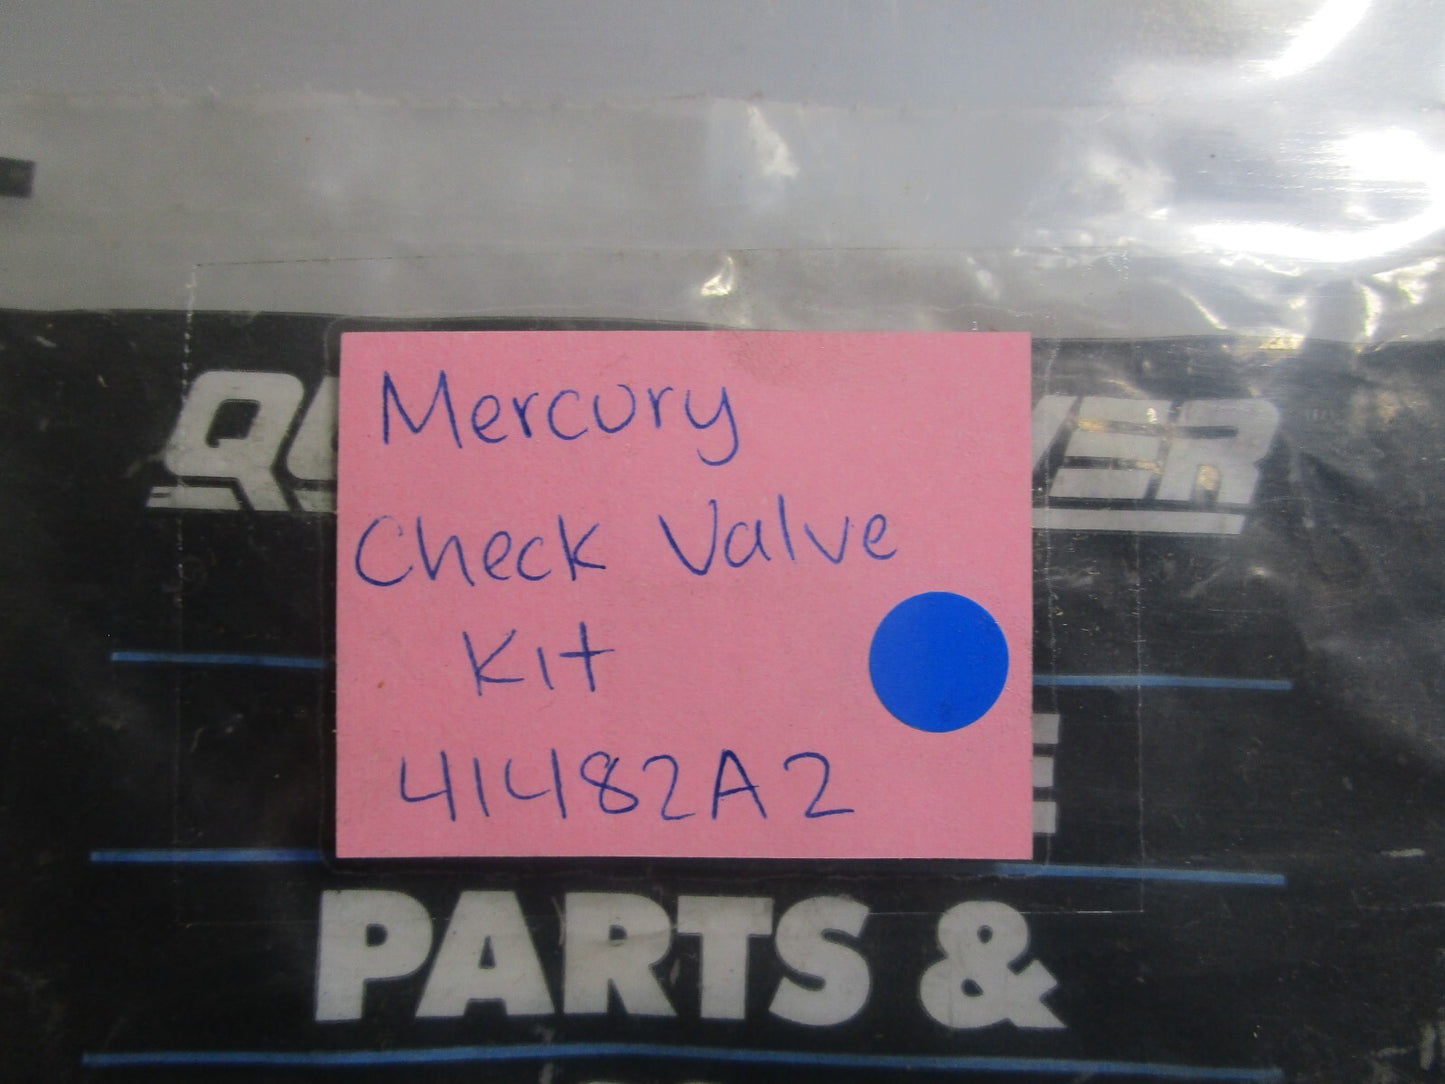 Mercury
Check Valve
Kit
41482A2
PARTS &